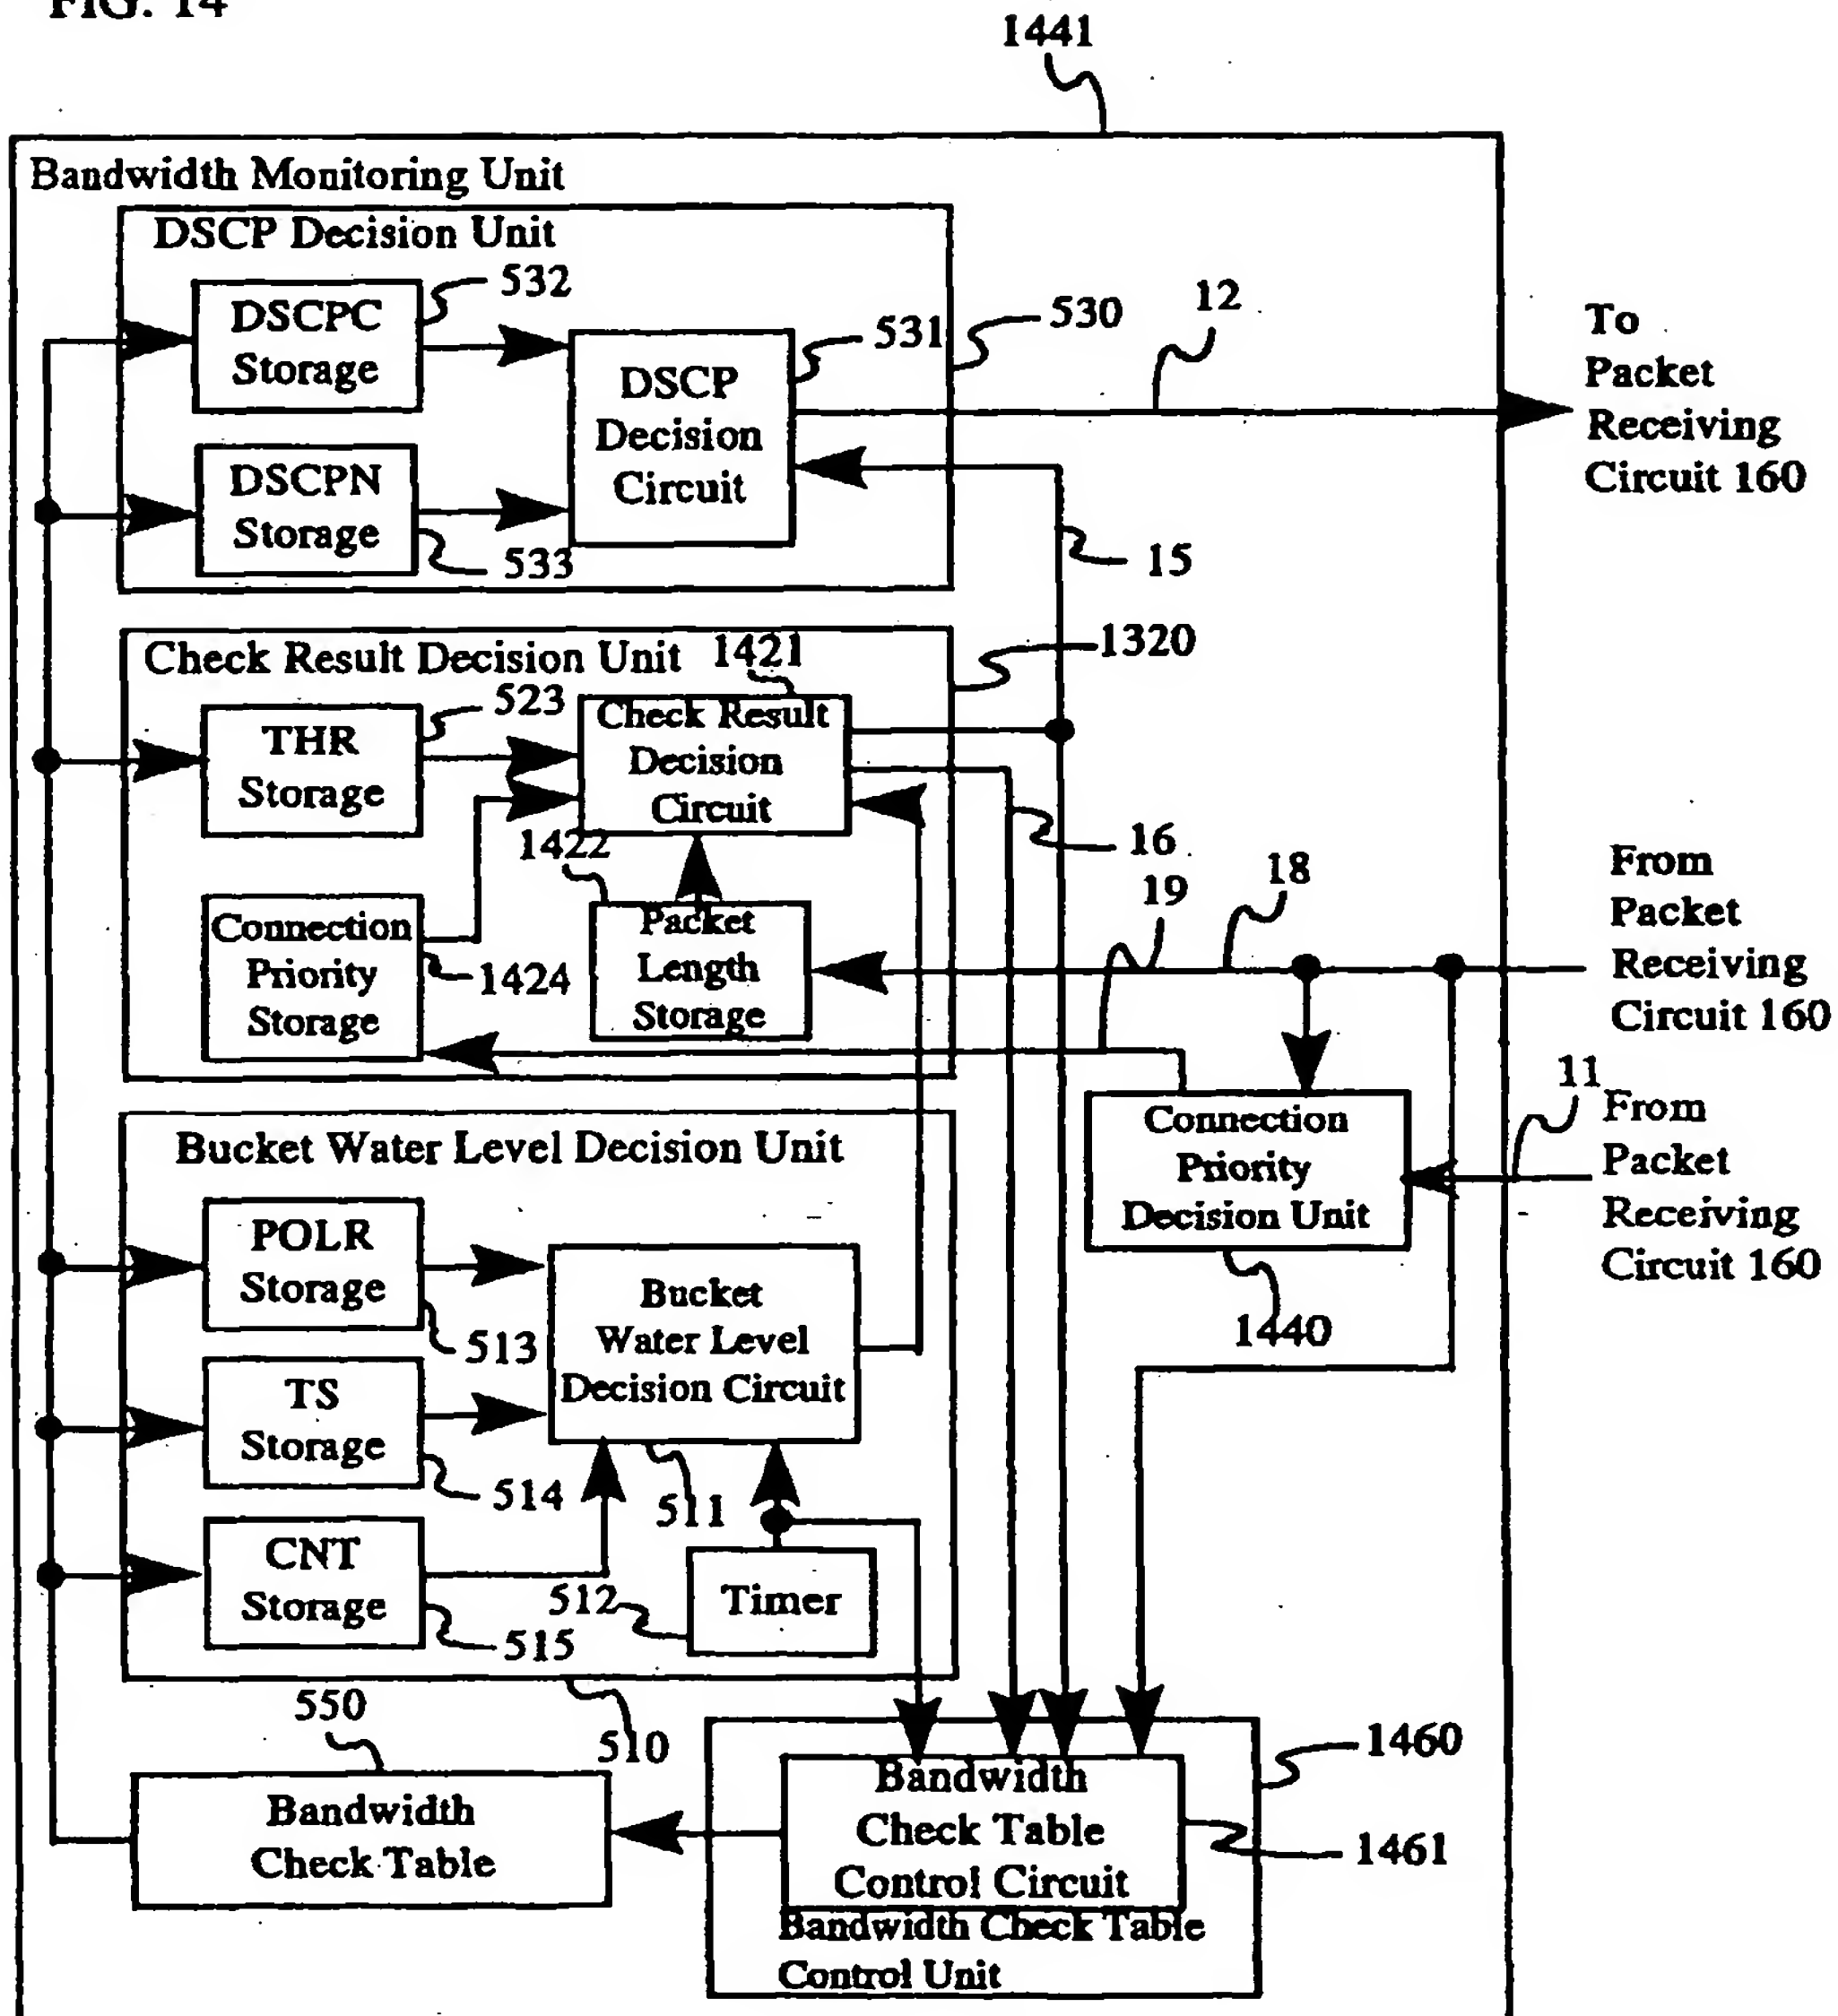 FIG. 14
1441
Bandwidth Monitoring Unit
DSCP Decision Unit
532
DSCPC
Storage
DSCPN
Storage
533
DSCP
Decision
Circuit
531
530
12
To
Packet
Receiving
Circuit 160
15
Check Result Decision Unit
1421
1320
523
THR
Storage
Check Result
Decision
Circuit
1422
16
19
18
From
Packet
Receiving
Circuit 160
Connection
Priority
Storage
1424
Packet
Length
Storage
11
From
Packet
Receiving
Circuit 160
Connection
Priority
Decision Unit
1440
Bucket Water Level Decision Unit
POLR
Storage
513
Bucket
Water Level
Decision Circuit
TS
Storage
514
511
CNT
Storage
515
512
Timer
550
510
1460
Bandwidth
Check Table
Bandwidth
Check Table
Control Circuit
1461
Bandwidth Check Table
Control Unit